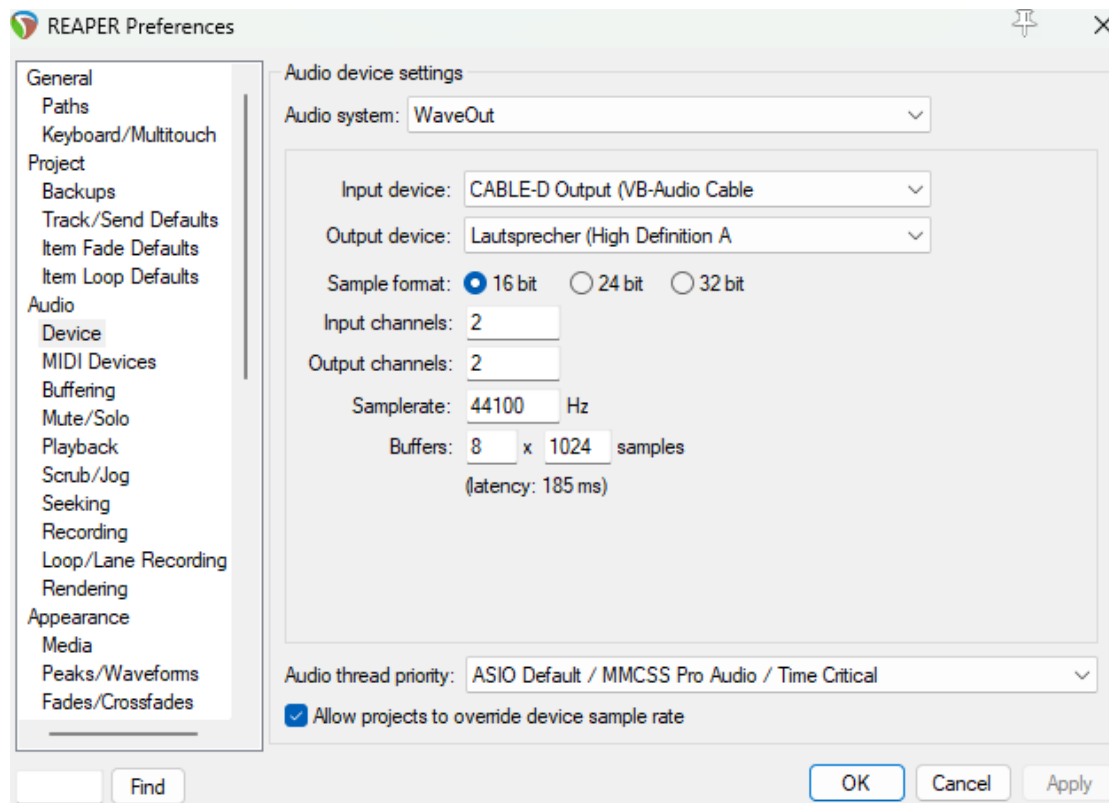 REAPER Preferences
General
Paths
Keyboard/Multitouch
Project
Backups
Track/Send Defaults
Item Fade Defaults
Item Loop Defaults
Audio
Device
MIDI Devices
Buffering
Mute/Solo
Playback
Scrub/Jog
Seeking
Recording
Loop/Lane Recording
Rendering
Appearance
Media
Peaks/Waveforms
Fades/Crossfades
Find
Audio device settings
Audio system: WaveOut
Input device: CABLE-D Output (VB-Audio Cable
Output device: Lautsprecher (High Definition A
Sample format: 16 bit 24 bit 32 bit
Input channels: 2
Output channels: 2
Samplerate: 44100 Hz
Buffers: 8 x 1024 samples
(latency: 185 ms)
Audio thread priority: ASIO Default / MMCSS Pro Audio / Time Critical
Allow projects to override device sample rate
OK Cancel Apply